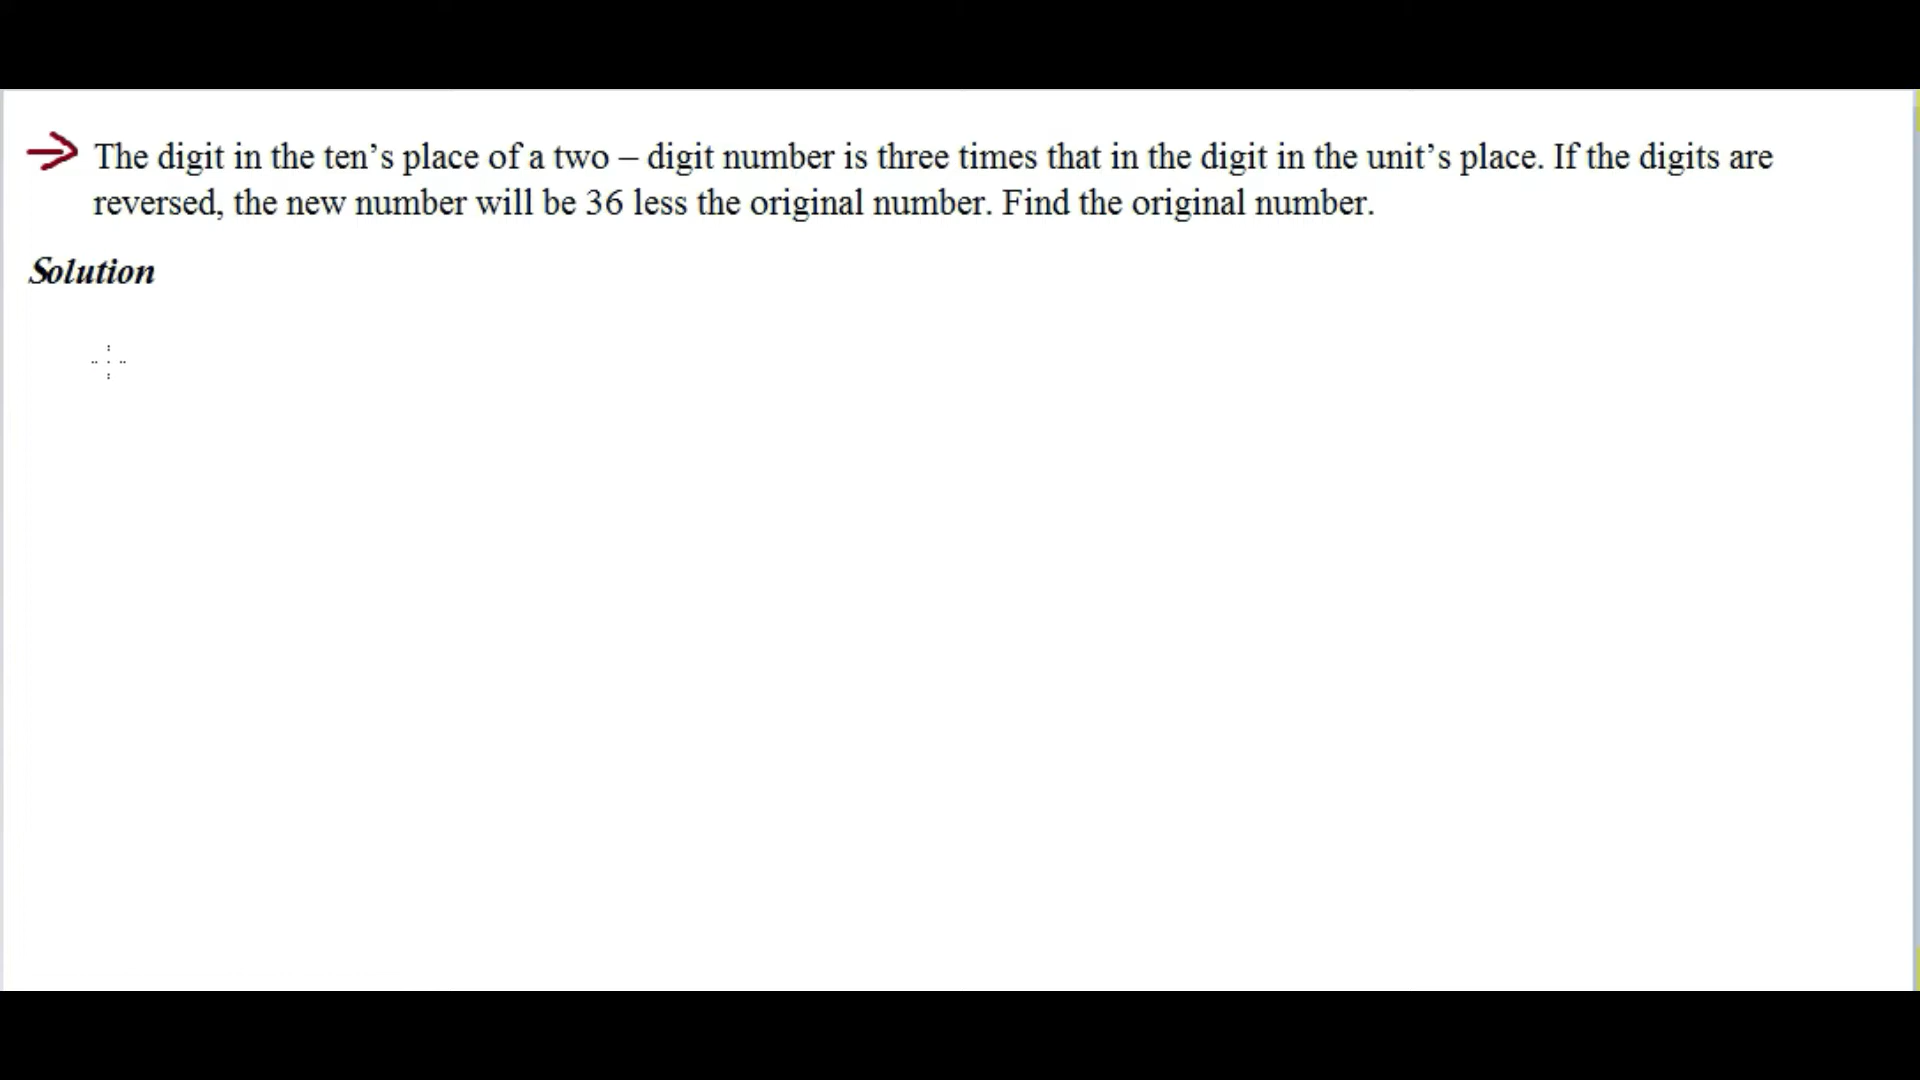 The digit in the ten’s place of a two – digit number is three times that in the digit in the unit’s place. If the digits are
reversed, the new number will be 36 less the original number. Find the original number.
Solution